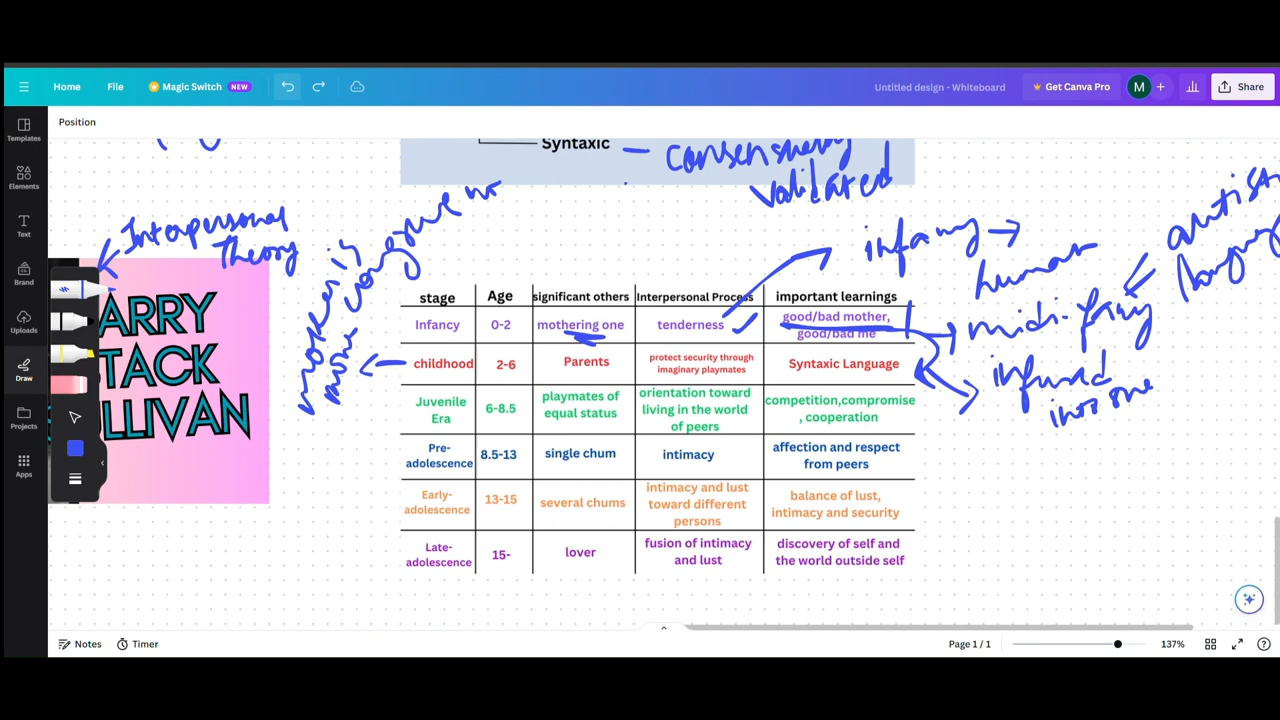 Home File Magic Switch NEW Untitled design - Whiteboard Get Canva Pro M + Share
Position
Templates
Elements
Text
Brand
Uploads
Draw
Projects
Apps
Syntaxic
consensually
validated
Interpersonal
Theory
ARRY
TACK
LLIVAN
mother is
more
infancy
human
mid-
infused
into one
stage Age significant others Interpersonal Process important learnings
Infancy 0-2 mothering one tenderness good/bad mother,
good/bad me
childhood 2-6 Parents protect security through
imaginary playmates Syntaxic Language
Juvenile
Era 6-8.5 playmates of
equal status orientation toward
living in the world
of peers competition,compromise
, cooperation
Pre-
adolescence 8.5-13 single chum intimacy affection and respect
from peers
Early-
adolescence 13-15 several chums intimacy and lust
toward different
persons balance of lust,
intimacy and security
Late-
adolescence 15- lover fusion of intimacy
and lust discovery of self and
the world outside self
Notes Timer Page 1 / 1 137%